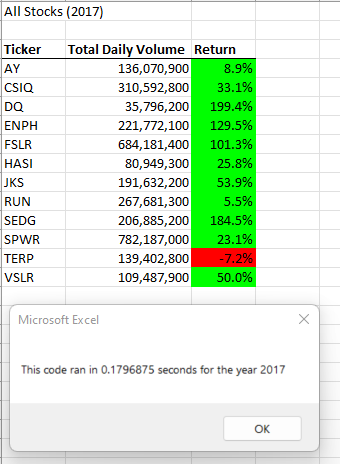 All Stocks (2017)
Ticker Total Daily Volume Return
AY 136,070,900 8.9%
CSIQ 310,592,800 33.1%
DQ 35,796,200 199.4%
ENPH 221,772,100 129.5%
FSLR 684,181,400 101.3%
HASI 80,949,300 25.8%
JKS 191,632,200 53.9%
RUN 267,681,300 5.5%
SEDG 206,885,200 184.5%
SPWR 782,187,000 23.1%
TERP 139,402,800 -7.2%
VSLR 109,487,900 50.0%
Microsoft Excel
This code ran in 0.1796875 seconds for the year 2017
OK